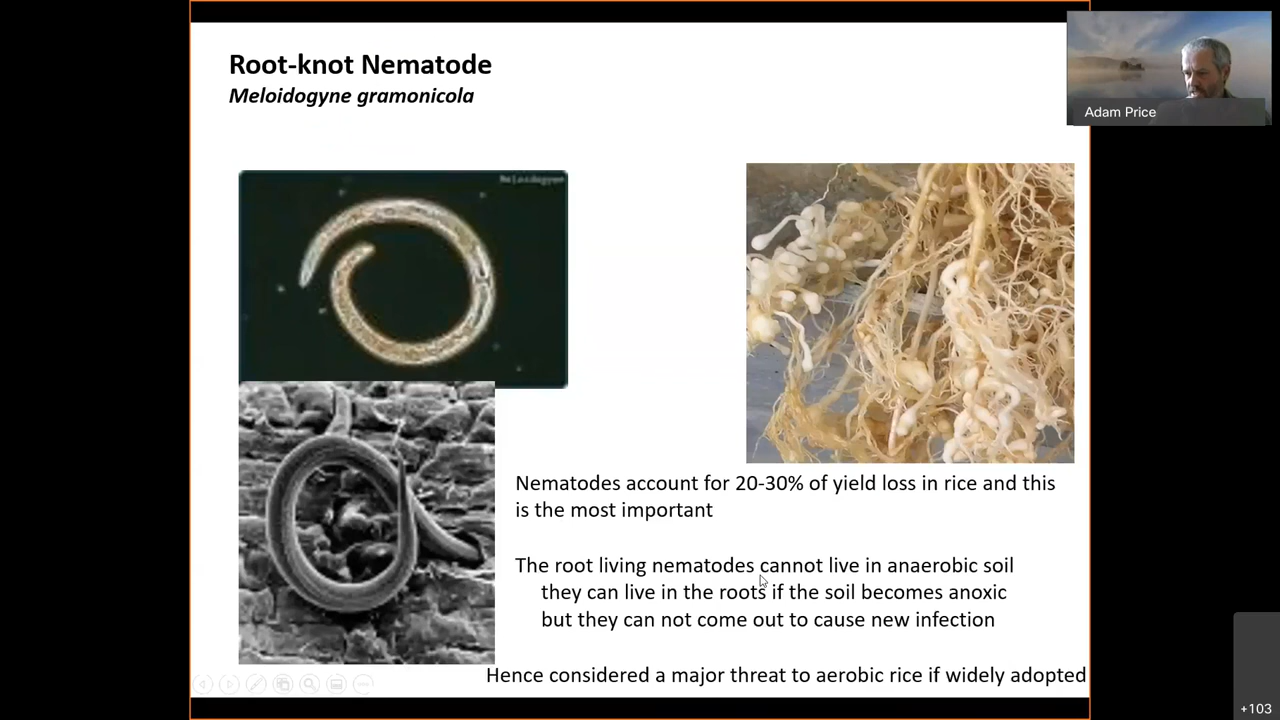 Root-knot Nematode
Meloidogyne gramonicola
Adam Price
Meloidogyne
Nematodes account for 20-30% of yield loss in rice and this
is the most important
The root living nematodes cannot live in anaerobic soil
they can live in the roots if the soil becomes anoxic
but they can not come out to cause new infection
Hence considered a major threat to aerobic rice if widely adopted
+103